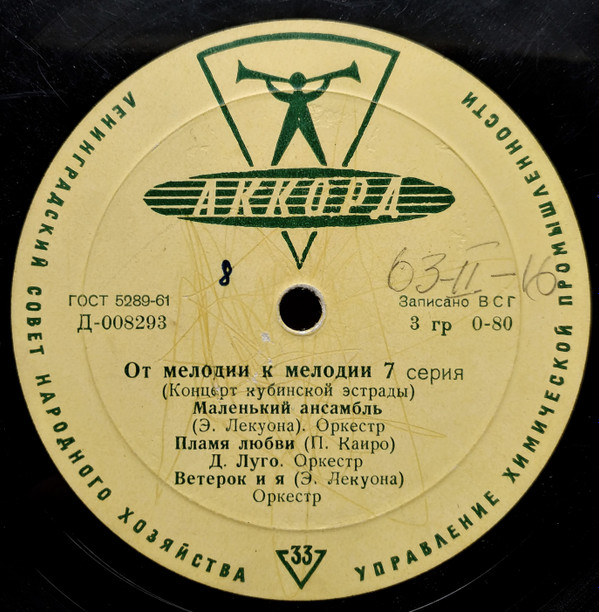 ЛЕНИНГРАДСКИЙ СОВЕТ НАРОДНОГО ХОЗЯЙСТВА
УПРАВЛЕНИЕ ХИМИЧЕСКОЙ ПРОМЫШЛЕННОСТИ
АККОРД
8
63-II-16
ГОСТ 5289-61
Записано ВСГ
Д-008293
3 гр 0-80
От мелодии к мелодии 7 серия
(Концерт кубинской эстрады)
Маленький ансамбль
(Э. Лекуона). Оркестр
Пламя любви (П. Каиро)
Д. Луго. Оркестр
Ветерок и я (Э. Лекуона)
Оркестр
33